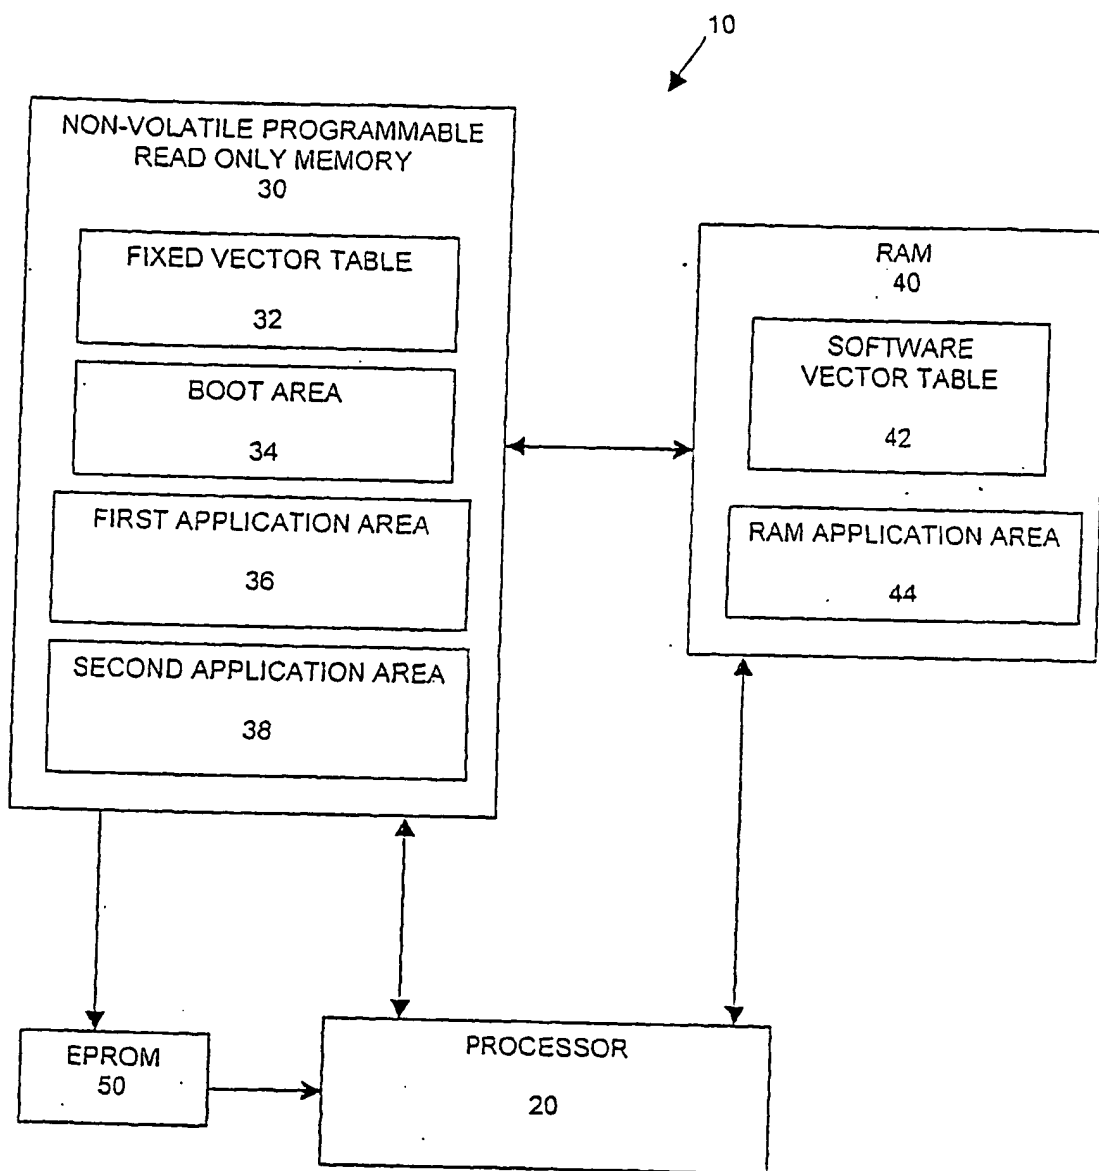 10
NON-VOLATILE PROGRAMMABLE
READ ONLY MEMORY
30
FIXED VECTOR TABLE
32
BOOT AREA
34
FIRST APPLICATION AREA
36
SECOND APPLICATION AREA
38
RAM
40
SOFTWARE
VECTOR TABLE
42
RAM APPLICATION AREA
44
EPROM
50
PROCESSOR
20